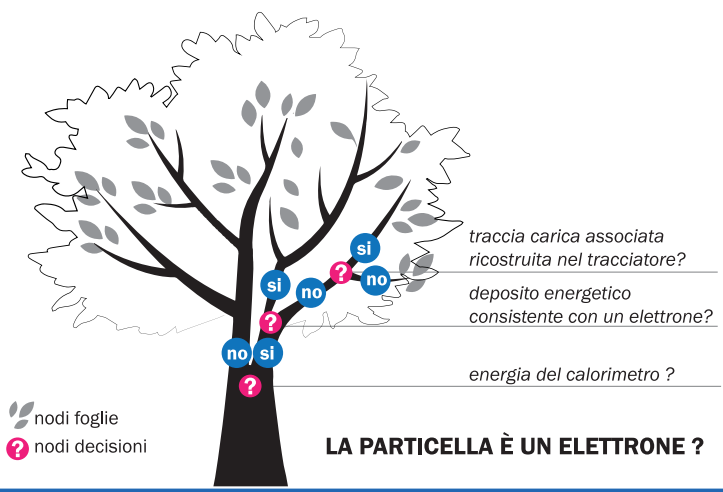 si
traccia carica associata
ricostruita nel tracciatore?
?
no
si
no
deposito energetico
consistente con un elettrone?
?
no
si
energia del calorimetro ?
?
nodi foglie
? nodi decisioni
LA PARTICELLA È UN ELETTRONE ?